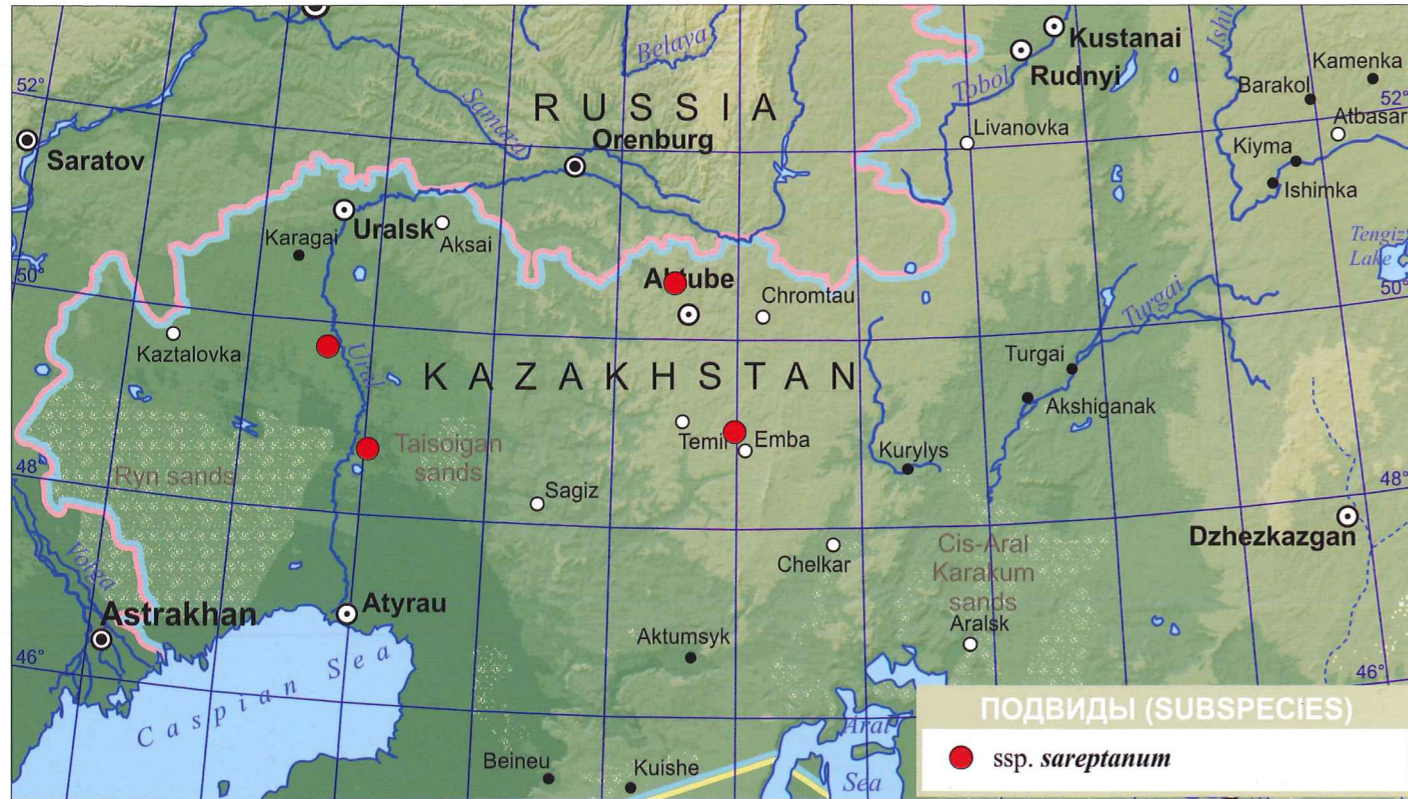 Belaya
Kustanai
Rudnyi
Ishi
Kamenka
52°
Samara
RUSSIA
Tobol
Barakol
52°
Atbasar
Saratov
Orenburg
Livanovka
Kiyma
Ishimka
Karagai
Uralsk
Aksai
Tengiz
Lake
50°
Chromtau
50°
Turgai
Kaztalovka
Ural
KAZAKHSTAN
Turgai
Akshiganak
Taisoigan
sands
Temir
Emba
Kurylys
Ryn sands
Sagiz
48°
48°
Dzhezkazgan
Volga
Chelkar
Cis-Aral
Karakum
sands
Astrakhan
Atyrau
Aralsk
Aktumsyk
46°
46°
Caspian Sea
Aral
Sea
Beineu
Kuishe
ПОДВИДЫ (SUBSPECIES)
ssp. sareptanum